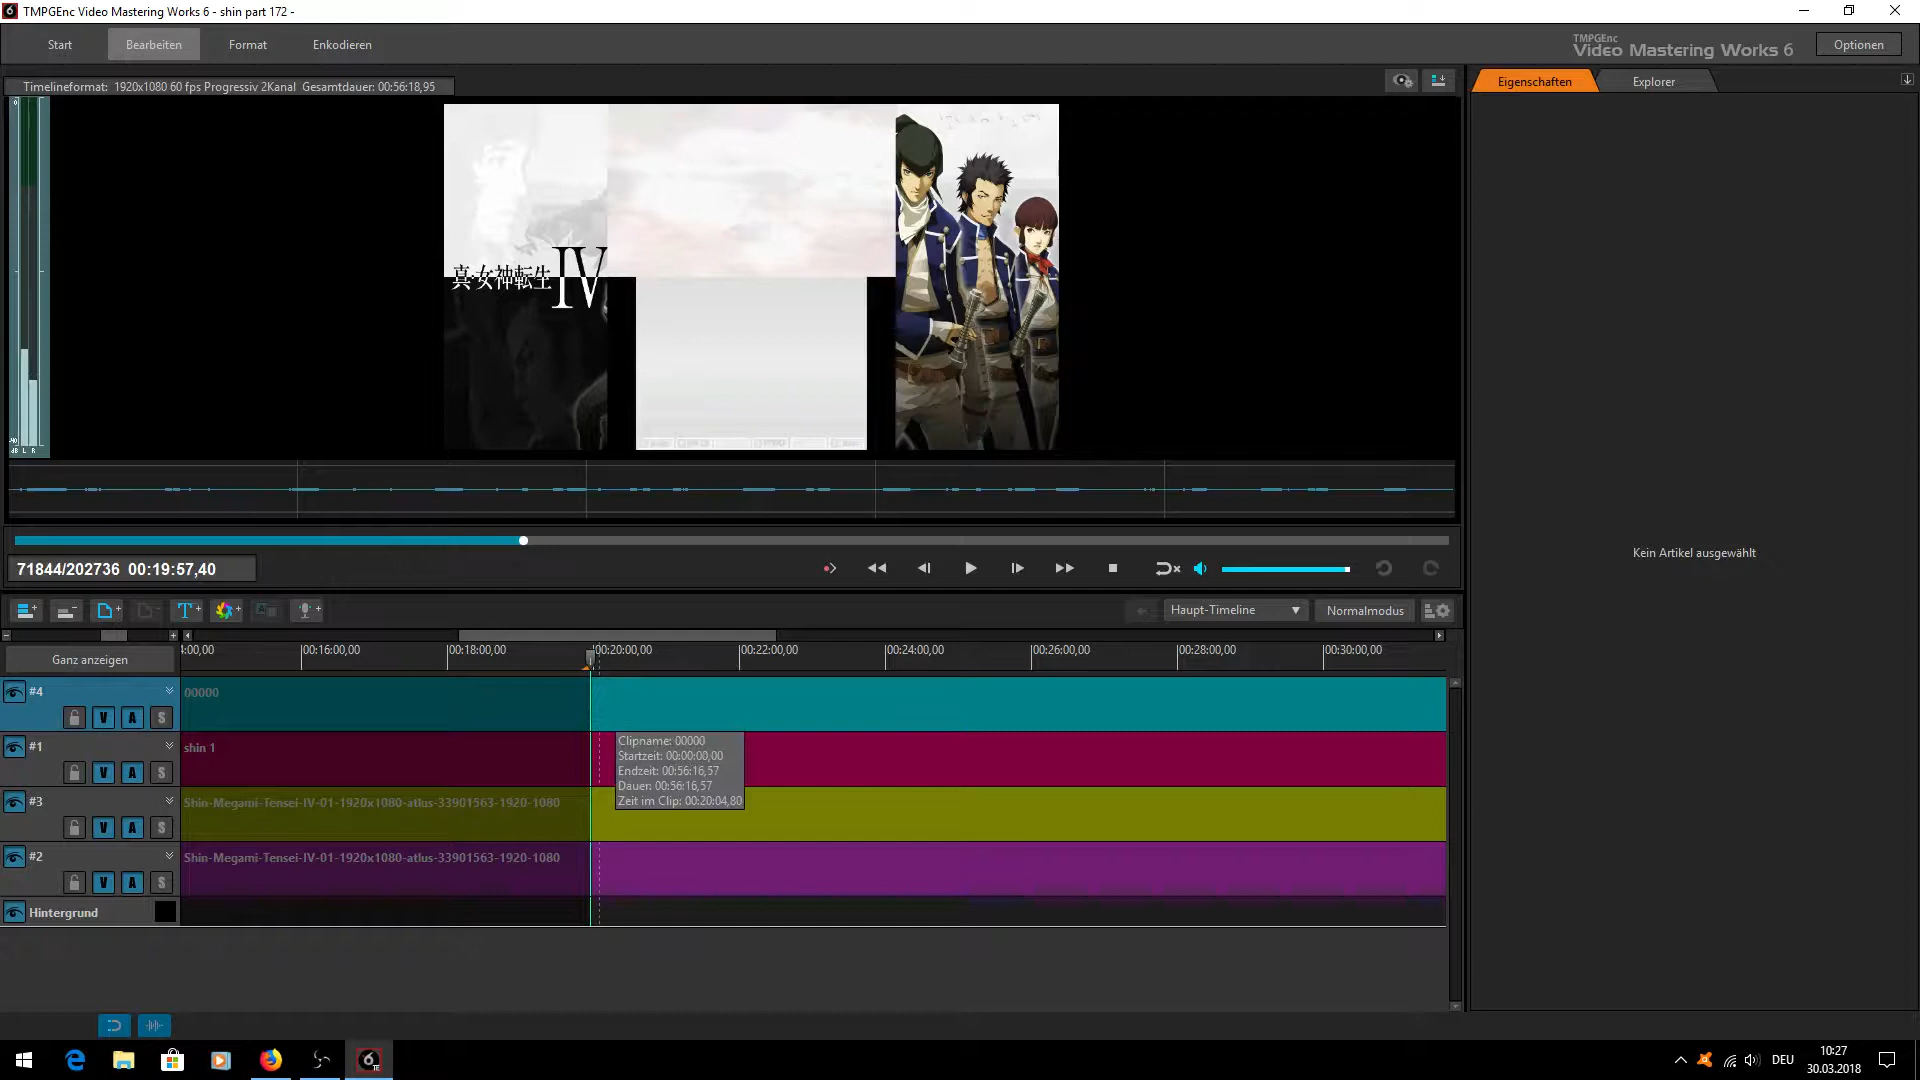 TMPGEnc Video Mastering Works 6 - shin part 172 -
Start
Bearbeiten
Format
Enkodieren
TMPGEnc
Video Mastering Works 6
Optionen
Timelineformat: 1920x1080 60 fps Progressiv 2Kanal Gesamtdauer: 00:56:18,95
Eigenschaften
Explorer
真・女神転生IV
dB L R
Kein Artikel ausgewählt
71844/202736 00:19:57,40
Haupt-Timeline
Normalmodus
Ganz anzeigen
4:00,00
00:16:00,00
00:18:00,00
00:20:00,00
00:22:00,00
00:24:00,00
00:26:00,00
00:28:00,00
00:30:00,00
#4
00000
V A S
#1
shin 1
V A S
Clipname: 00000
Startzeit: 00:00:00,00
Endzeit: 00:56:16,57
Dauer: 00:56:16,57
Zeit im Clip: 00:20:04,80
#3
Shin-Megami-Tensei-IV-01-1920x1080-atlus-33901563-1920-1080
V A S
#2
Shin-Megami-Tensei-IV-01-1920x1080-atlus-33901563-1920-1080
V A S
Hintergrund
DEU
10:27
30.03.2018